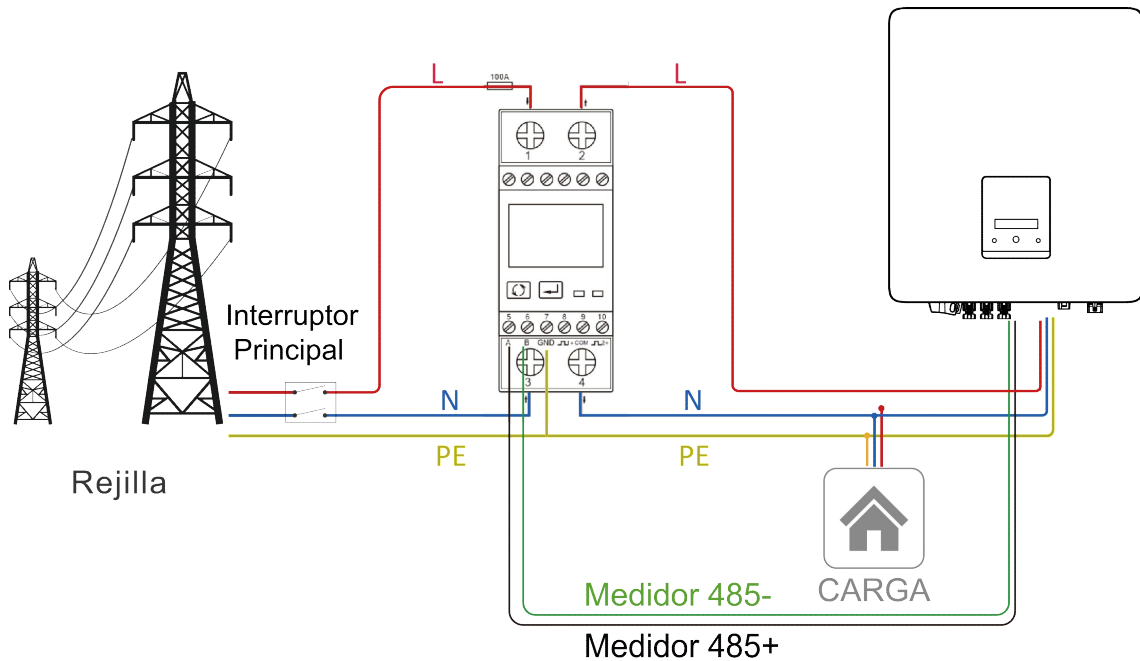 L
100A
L
1
2
Interruptor
Principal
5 6 7 8 9 10
A B GND + COM 2+
3
4
N
N
PE
PE
Rejilla
CARGA
Medidor 485-
Medidor 485+